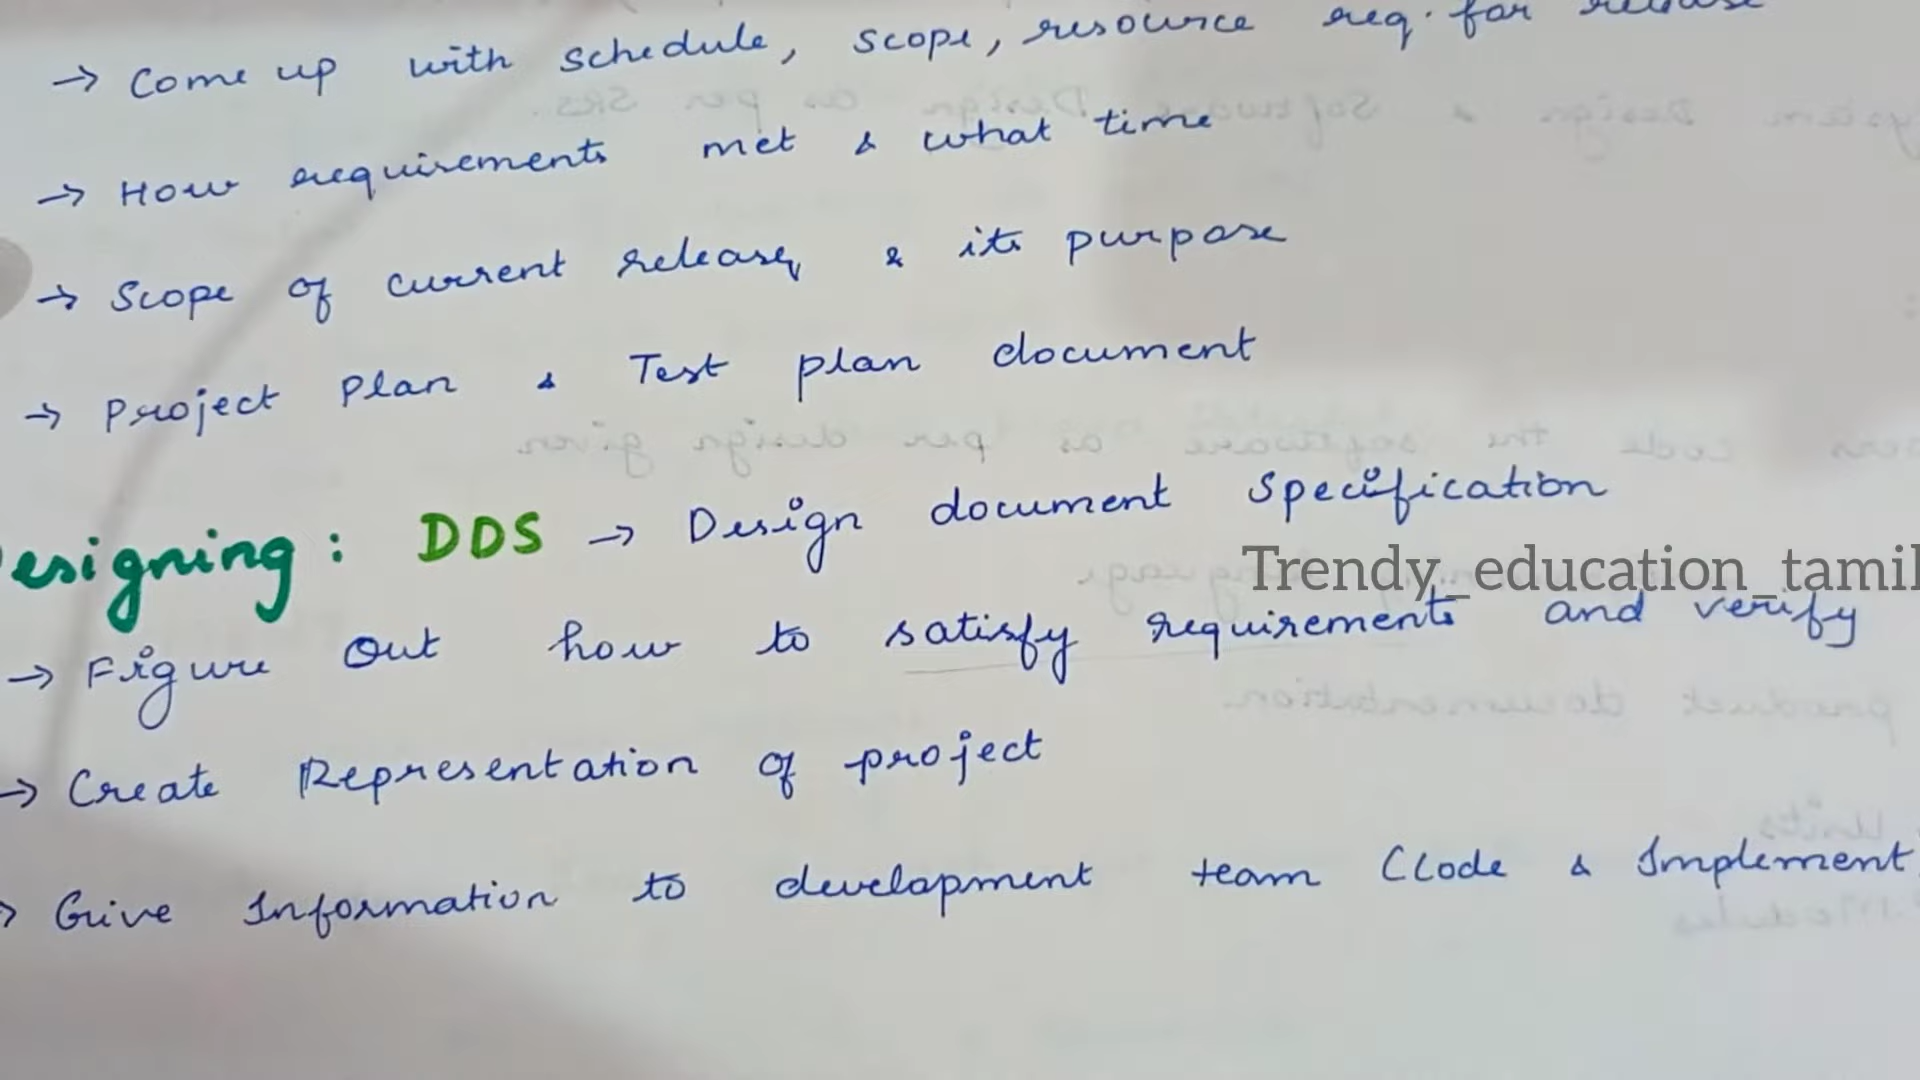 → Come up with schedule, scope, resource req. for release
→ How requirements met & what time
→ Scope of current release & its purpose
→ Project Plan & Test plan document
esigning: DDS → Design document Specification
Trendy_education_tamil
→ Figure Out how to satisfy requirements and verify
→ Create Representation of project
→ Give Information to development team (Code & Implement